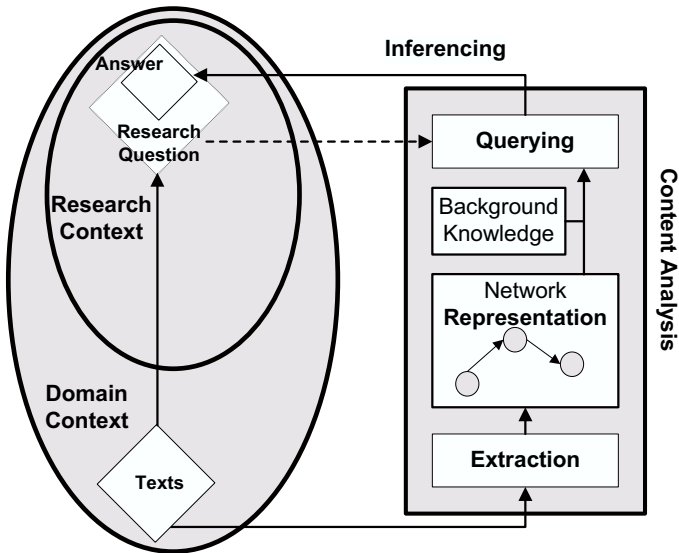 Inferencing
Answer
Research
Question
Research
Context
Domain
Context
Texts
Querying
Background
Knowledge
Network
Representation
Extraction
Content Analysis